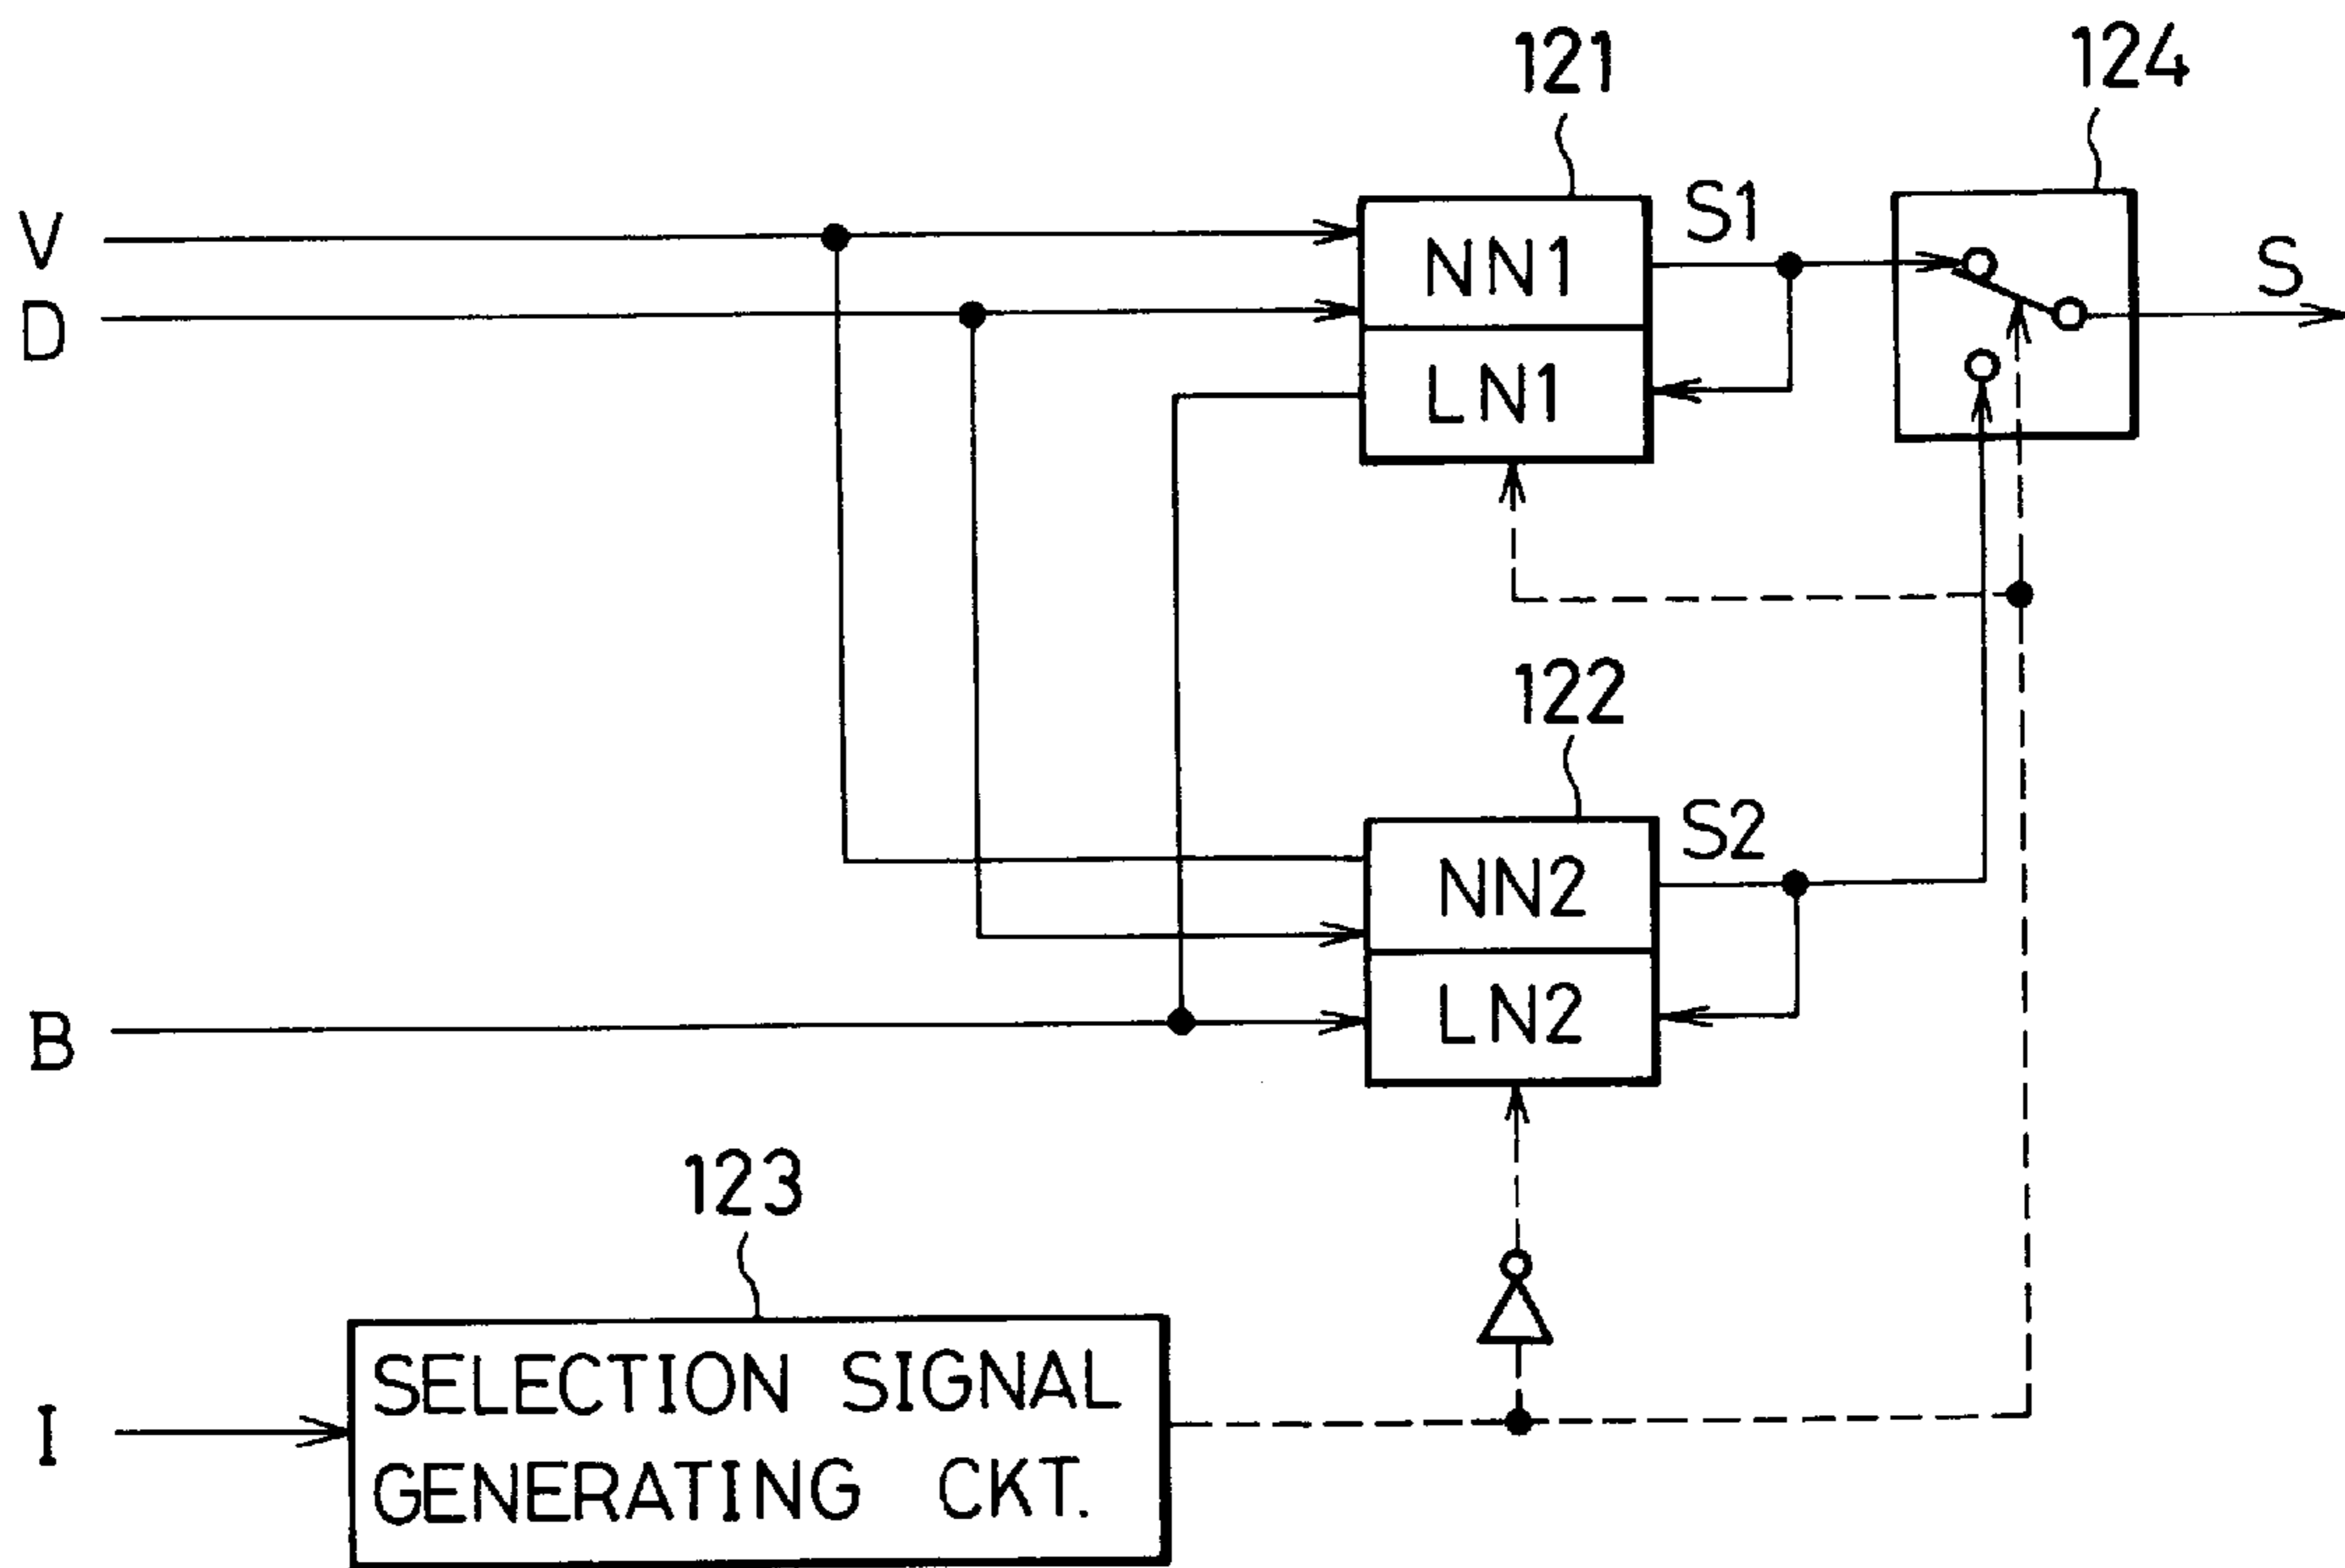 121
124
V
NN1
S1
S
D
LN1
122
NN2
S2
B
LN2
123
I
SELECTION SIGNAL
GENERATING CKT.